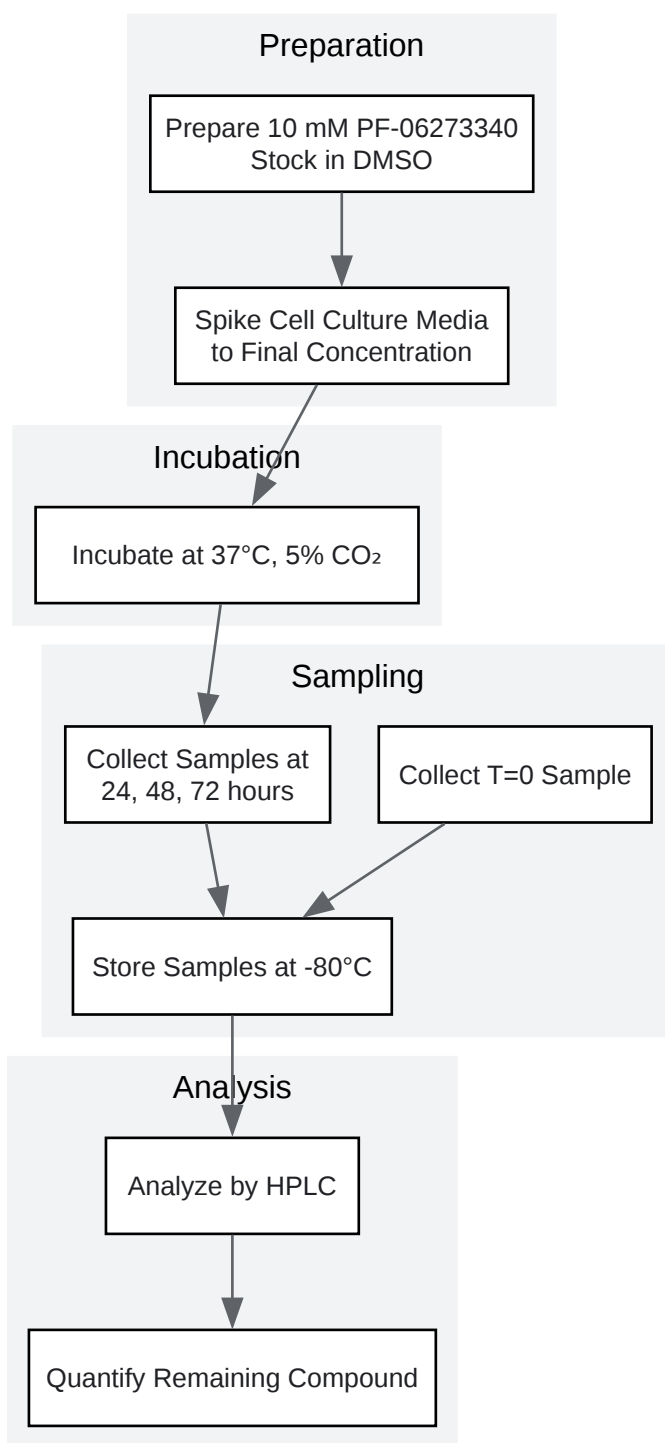 Preparation
Prepare 10 mM PF-06273340
Stock in DMSO
Spike Cell Culture Media
to Final Concentration
Incubation
Incubate at 37°C, 5% CO₂
Sampling
Collect Samples at
24, 48, 72 hours
Collect T=0 Sample
Store Samples at -80°C
Analysis
Analyze by HPLC
Quantify Remaining Compound